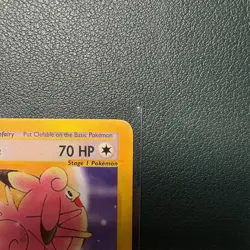 Put Clefable on the Basic Pokémon
70 HP
Stage 1 Pokémon